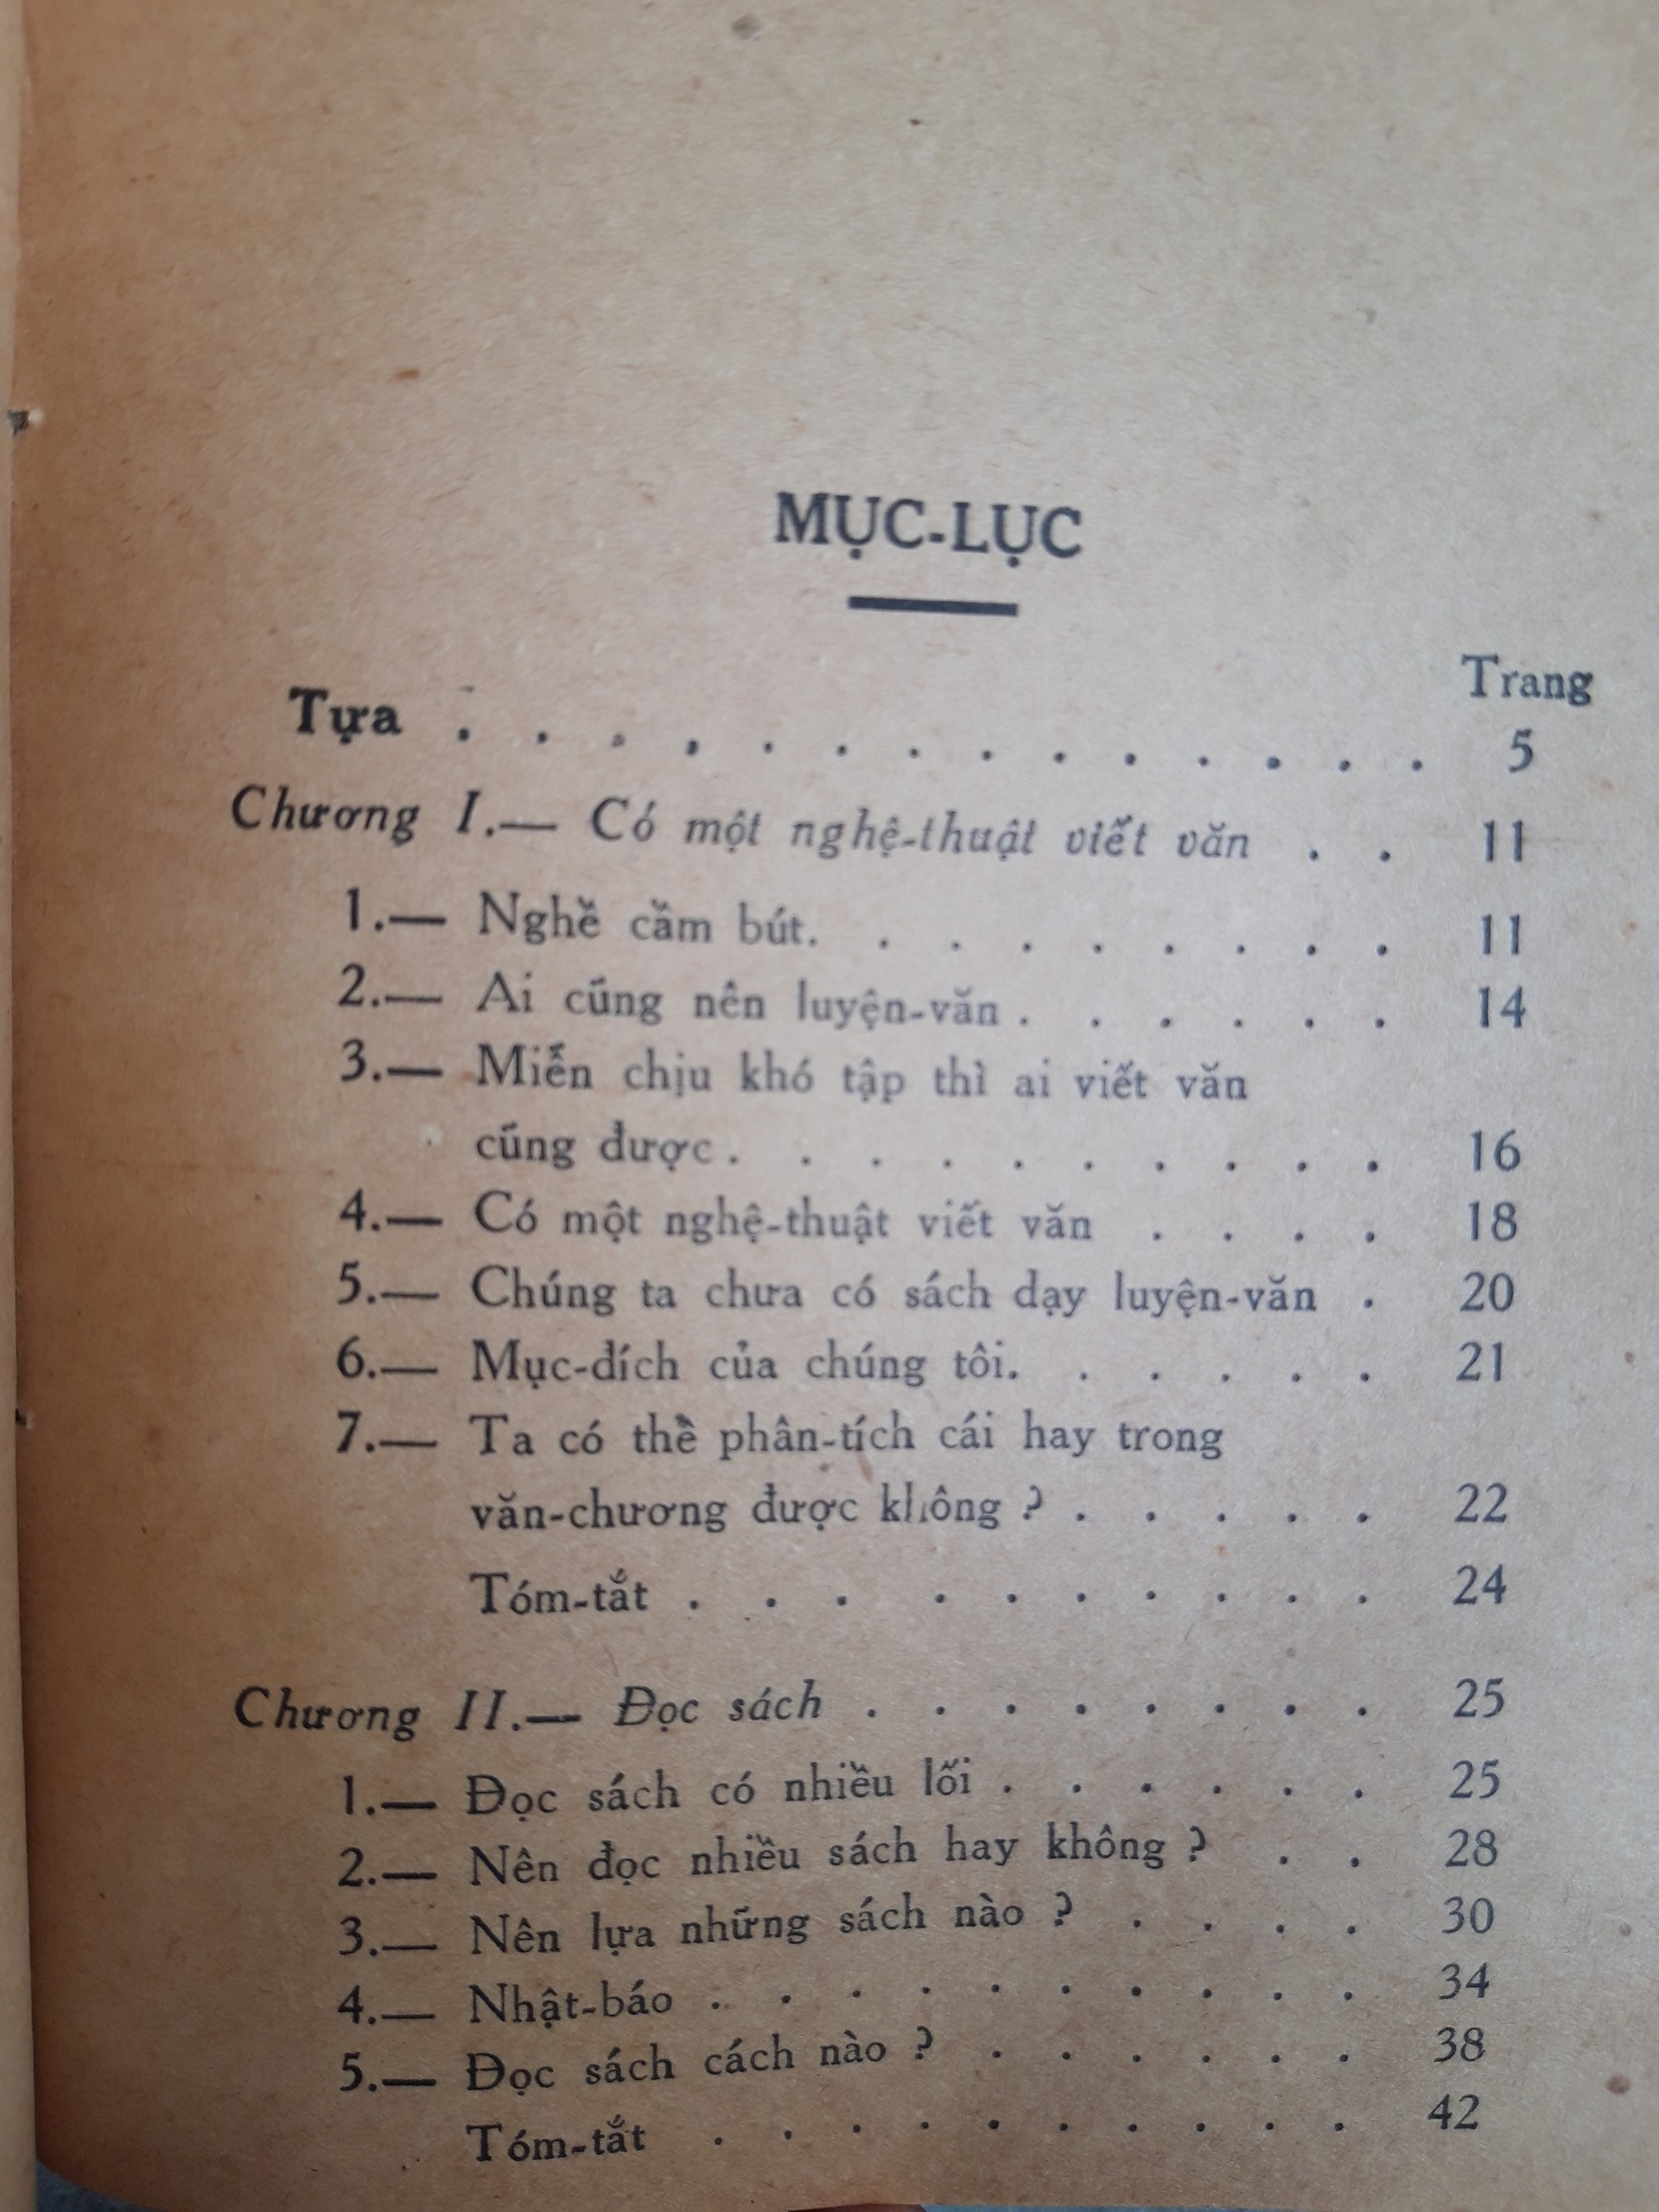 MỤC-LỤC
Trang
Tựa . . . . . . . . . . . . . . 5
Chương I.— Có một nghệ-thuật viết văn . . 11
1.— Nghề cầm bút. . . . . . . . . 11
2.— Ai cũng nên luyện-văn . . . . . . 14
3.— Miễn chịu khó tập thì ai viết văn
cũng được . . . . . . . . . . 16
4.— Có một nghệ-thuật viết văn . . . . 18
5.— Chúng ta chưa có sách dạy luyện-văn . 20
6.— Mục-đích của chúng tôi. . . . . . 21
7.— Ta có thể phân-tích cái hay trong
văn-chương được không ? . . . . . 22
Tóm-tắt . . . . . . . . . . 24
Chương II.— Đọc sách . . . . . . . . 25
1.— Đọc sách có nhiều lối . . . . . . 25
2.— Nên đọc nhiều sách hay không ? . . 28
3.— Nên lựa những sách nào ? . . . . 30
4.— Nhật-báo . . . . . . . . . . 34
5.— Đọc sách cách nào ? . . . . . . 38
Tóm-tắt . . . . . . . . . . 42